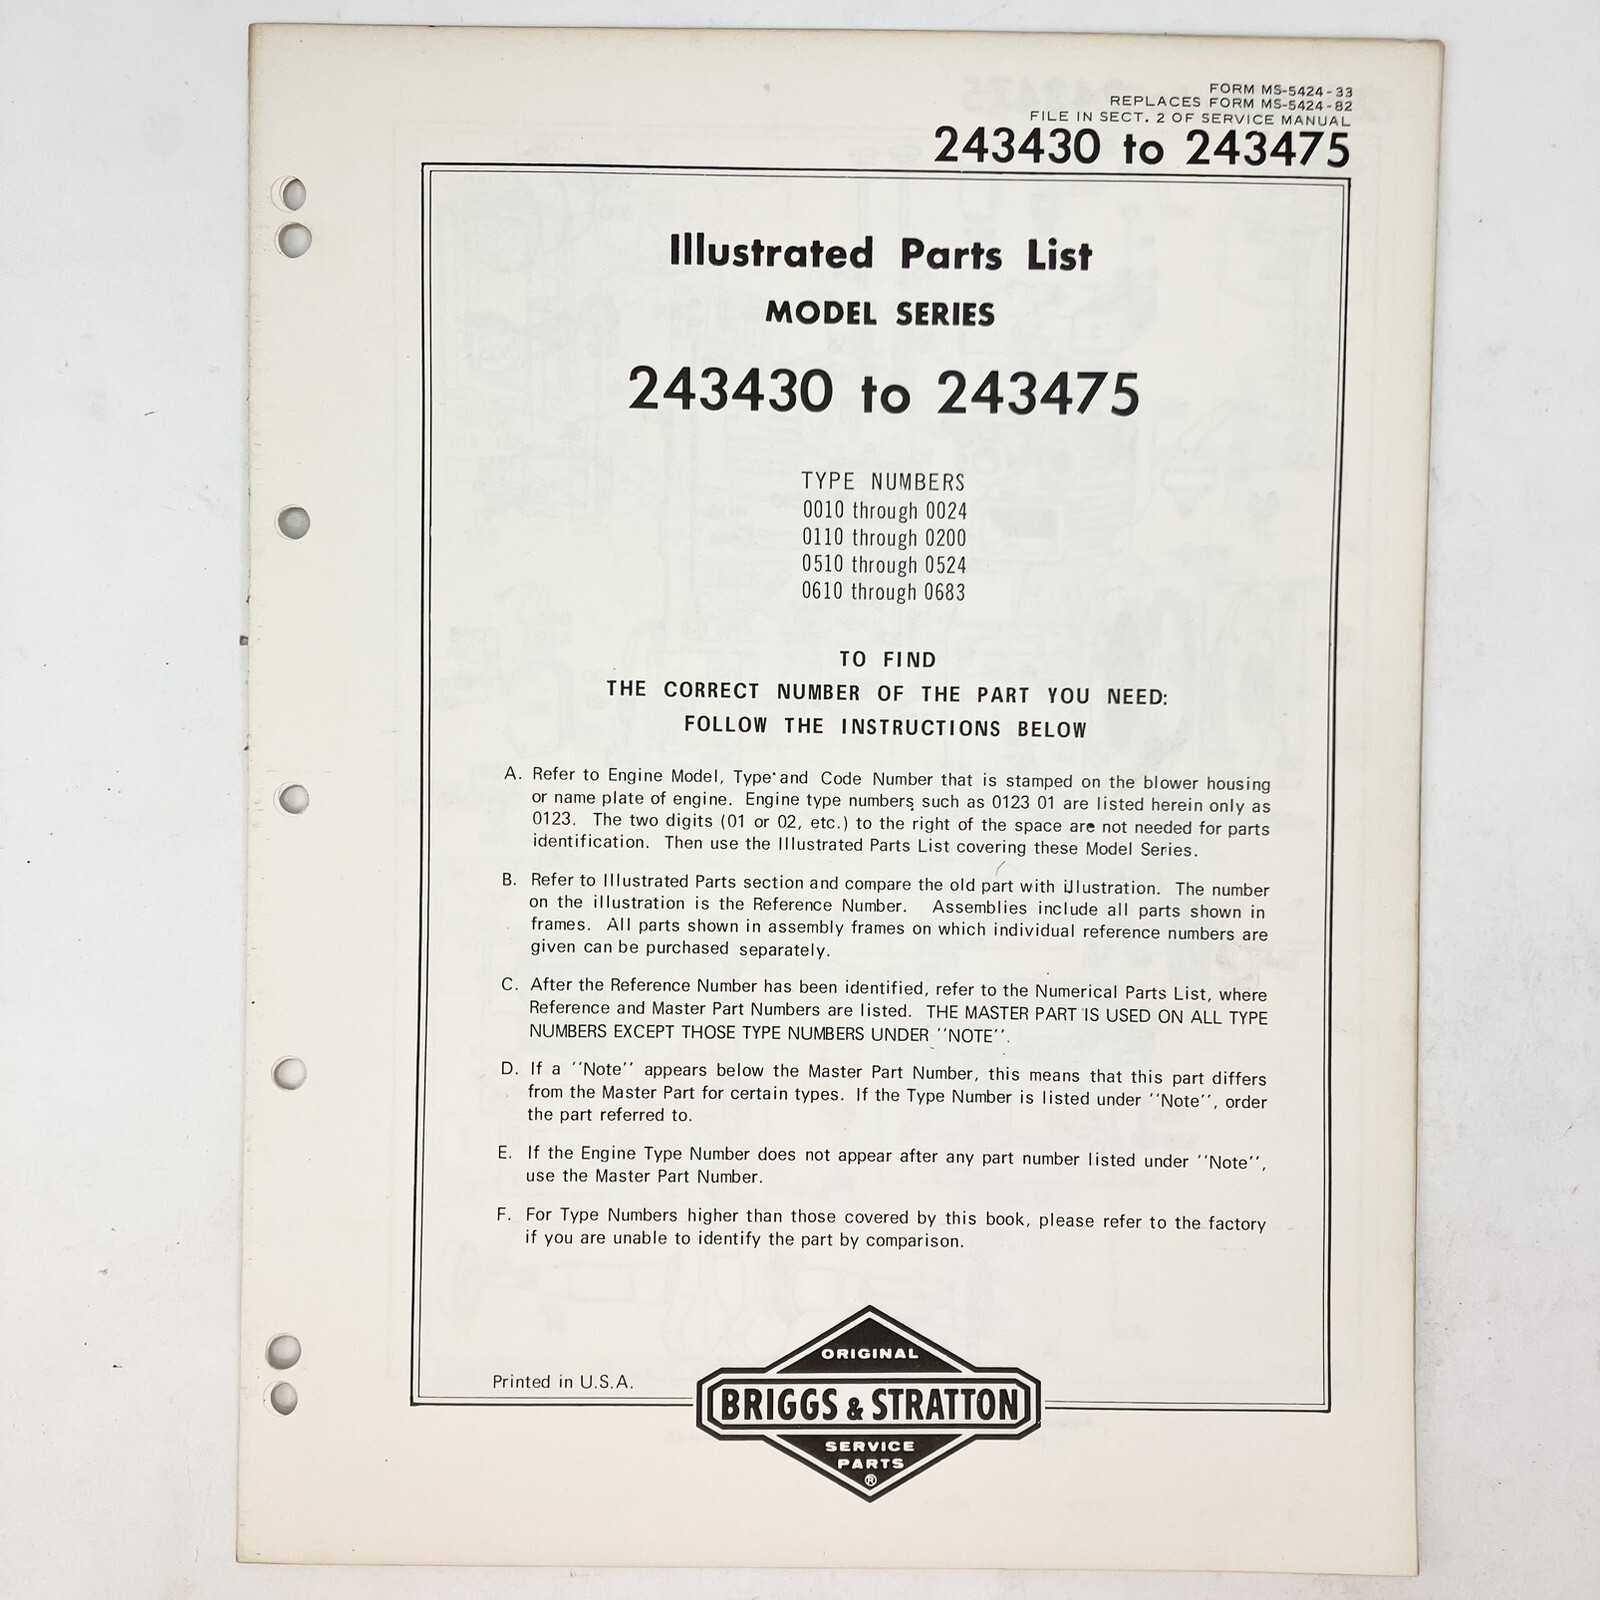 FORM MS-5424-33
REPLACES FORM MS-5424-82
FILE IN SECT. 2 OF SERVICE MANUAL
243430 to 243475
Illustrated Parts List
MODEL SERIES
243430 to 243475
TYPE NUMBERS
0010 through 0024
0110 through 0200
0510 through 0524
0610 through 0683
TO FIND
THE CORRECT NUMBER OF THE PART YOU NEED:
FOLLOW THE INSTRUCTIONS BELOW
A. Refer to Engine Model, Type and Code Number that is stamped on the blower housing
or name plate of engine. Engine type numbers such as 0123 01 are listed herein only as
0123. The two digits (01 or 02, etc.) to the right of the space are not needed for parts
identification. Then use the Illustrated Parts List covering these Model Series.
B. Refer to Illustrated Parts section and compare the old part with illustration. The number
on the illustration is the Reference Number. Assemblies include all parts shown in
frames. All parts shown in assembly frames on which individual reference numbers are
given can be purchased separately.
C. After the Reference Number has been identified, refer to the Numerical Parts List, where
Reference and Master Part Numbers are listed. THE MASTER PART IS USED ON ALL TYPE
NUMBERS EXCEPT THOSE TYPE NUMBERS UNDER ''NOTE''.
D. If a ''Note'' appears below the Master Part Number, this means that this part differs
from the Master Part for certain types. If the Type Number is listed under ''Note'', order
the part referred to.
E. If the Engine Type Number does not appear after any part number listed under ''Note'',
use the Master Part Number.
F. For Type Numbers higher than those covered by this book, please refer to the factory
if you are unable to identify the part by comparison.
Printed in U.S.A.
ORIGINAL
BRIGGS & STRATTON
SERVICE
PARTS
®